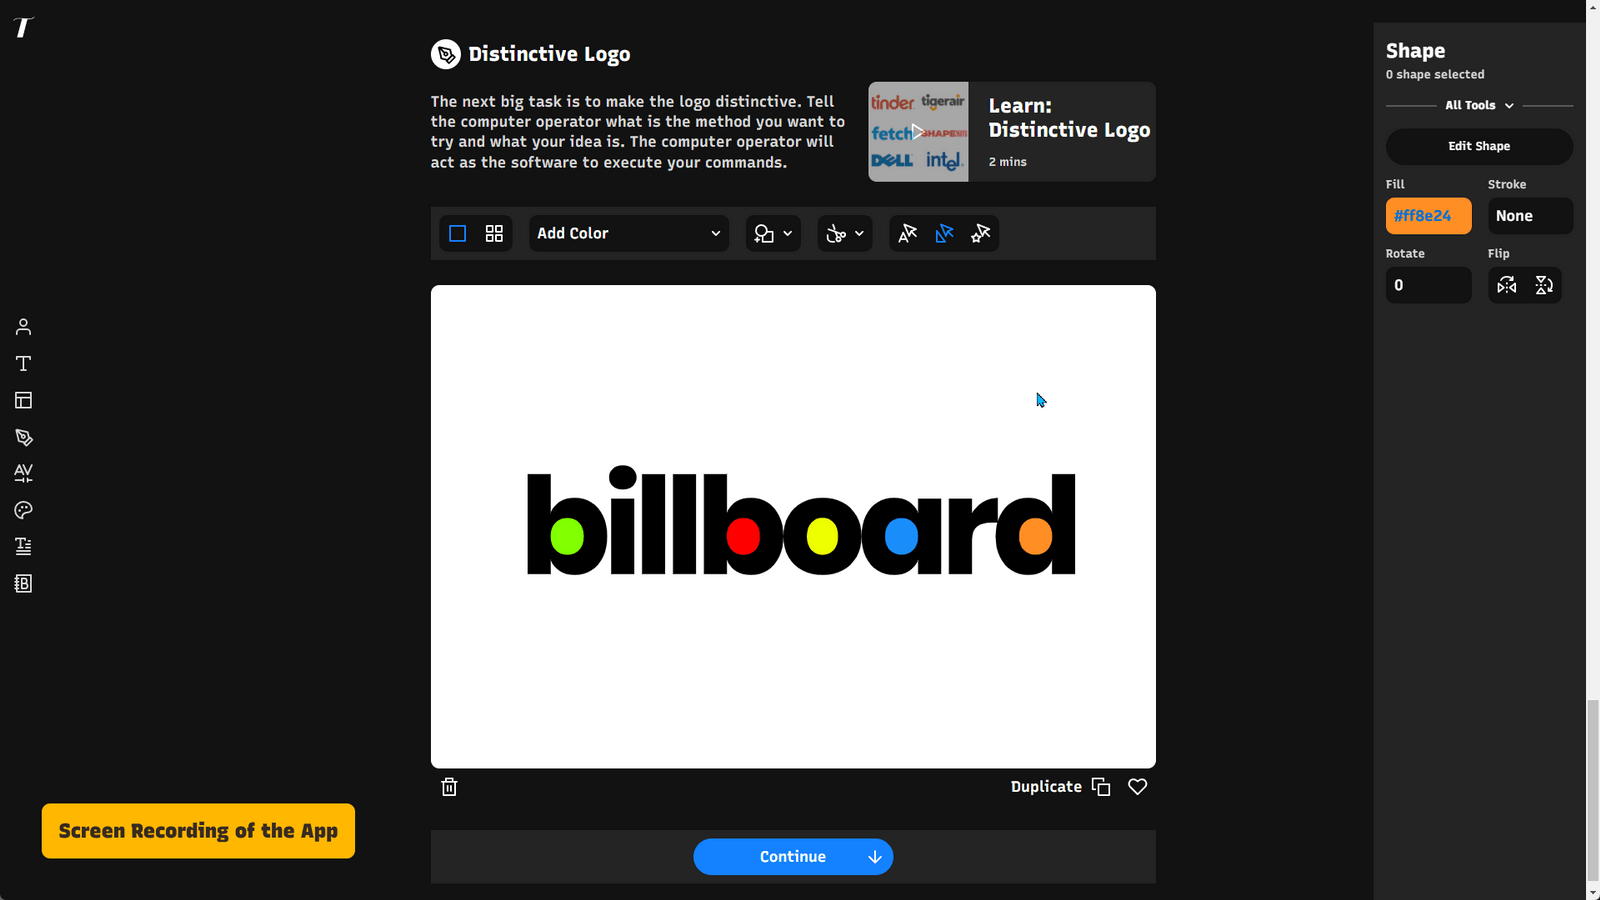 T
Distinctive Logo
The next big task is to make the logo distinctive. Tell
the computer operator what is the method you want to
try and what your idea is. The computer operator will
act as the software to execute your commands.
tinder tigerair
fetch SHAPEWAYS
DELL intel
Learn:
Distinctive Logo
2 mins
Add Color
billboard
Duplicate
Continue
Screen Recording of the App
Shape
0 shape selected
All Tools
Edit Shape
Fill
Stroke
#ff8e24
None
Rotate
Flip
0